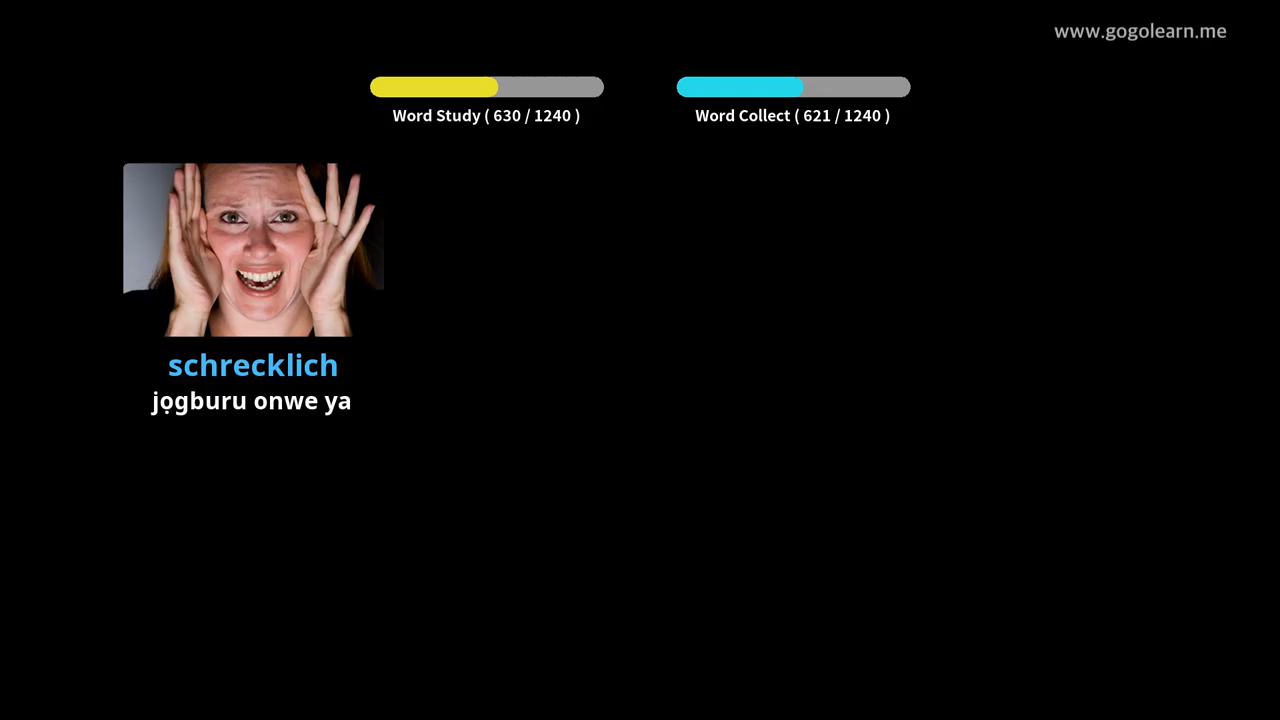 www.gogolearn.me
Word Study ( 630 / 1240 )
Word Collect ( 621 / 1240 )
schrecklich
jọgburu onwe ya